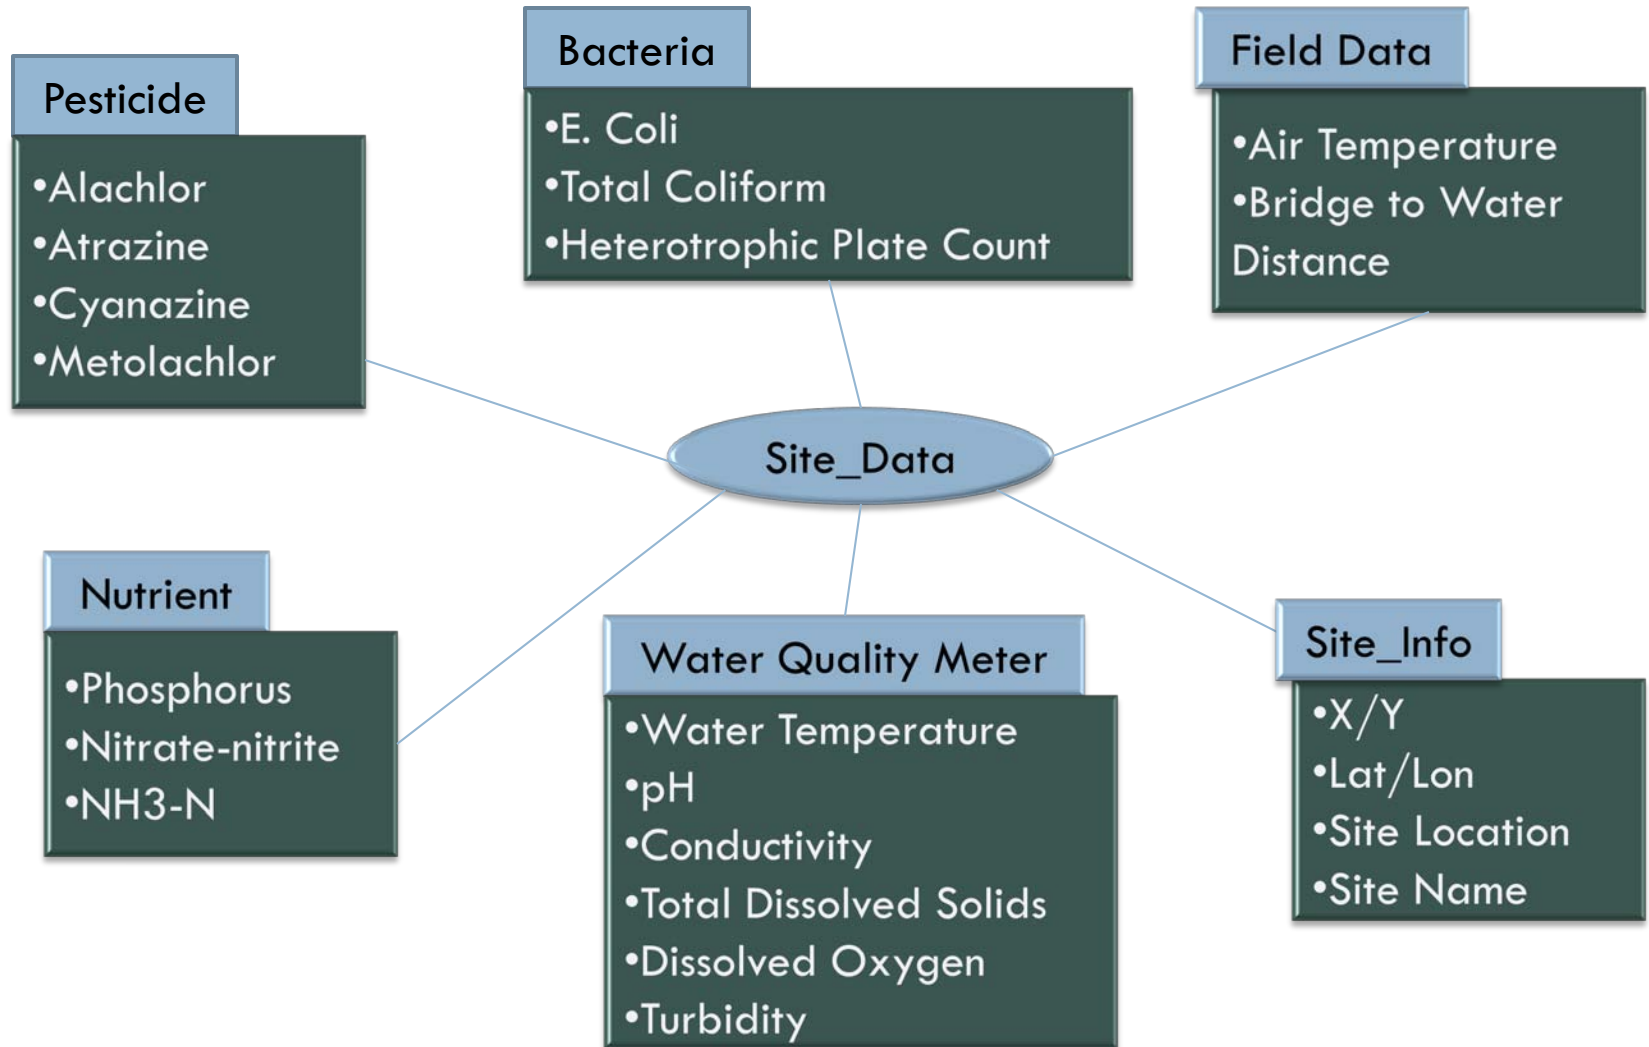 Pesticide
•Alachlor
•Atrazine
•Cyanazine
•Metolachlor
Bacteria
•E. Coli
•Total Coliform
•Heterotrophic Plate Count
Field Data
•Air Temperature
•Bridge to Water
Distance
Site_Data
Nutrient
•Phosphorus
•Nitrate-nitrite
•NH3-N
Water Quality Meter
•Water Temperature
•pH
•Conductivity
•Total Dissolved Solids
•Dissolved Oxygen
•Turbidity
Site_Info
•X/Y
•Lat/Lon
•Site Location
•Site Name